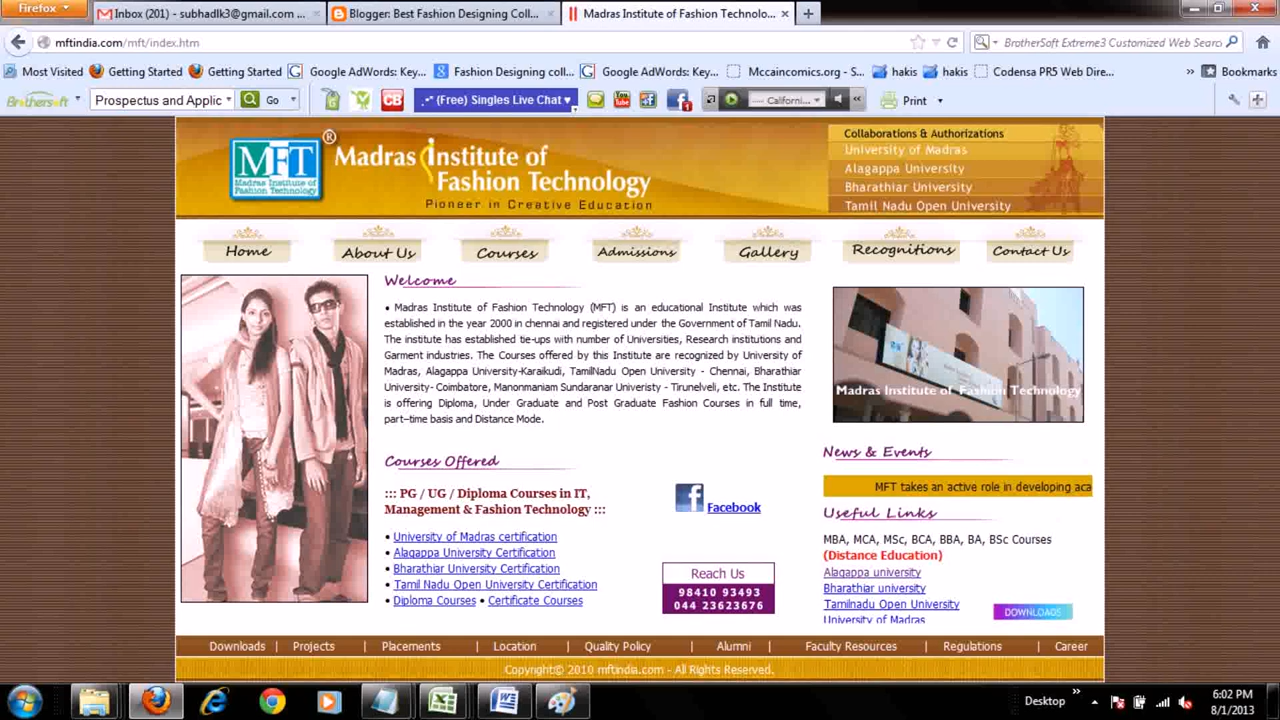 Firefox
Inbox (201) - subhadlk3@gmail.com ...
Blogger: Best Fashion Designing Coll...
Madras Institute of Fashion Technolo...
mftindia.com/mft/index.htm
BrotherSoft Extreme3 Customized Web Searc
Most Visited
Getting Started
Getting Started
Google AdWords: Key...
Fashion Designing coll...
Google AdWords: Key...
Mccaincomics.org - S...
hakis
hakis
Codensa PR5 Web Dire...
Bookmarks
Brothersoft
Prospectus and Applic
Go
CB
(Free) Singles Live Chat ♥
You Tube
1
---- Californi...
Print
MFT
Madras Institute of
Fashion Technology
®
Madras Institute of
Fashion Technology
Pioneer in Creative Education
Collaborations & Authorizations
University of Madras
Alagappa University
Bharathiar University
Tamil Nadu Open University
Home
About Us
Courses
Admissions
Gallery
Recognitions
Contact Us
Welcome
• Madras Institute of Fashion Technology (MFT) is an educational Institute which was
established in the year 2000 in chennai and registered under the Government of Tamil Nadu.
The institute has established tie-ups with number of Universities, Research institutions and
Garment industries. The Courses offered by this Institute are recognized by University of
Madras, Alagappa University-Karaikudi, TamilNadu Open University - Chennai, Bharathiar
University- Coimbatore, Manonmaniam Sundaranar Univeristy - Tirunelveli, etc. The Institute
is offering Diploma, Under Graduate and Post Graduate Fashion Courses in full time,
part–time basis and Distance Mode.
Madras Institute of Fashion Technology
Courses Offered
::: PG / UG / Diploma Courses in IT,
Management & Fashion Technology :::
• University of Madras certification
• Alagappa University Certification
• Bharathiar University Certification
• Tamil Nadu Open University Certification
• Diploma Courses • Certificate Courses
Facebook
Reach Us
98410 93493
044 23623676
News & Events
MFT takes an active role in developing aca
Useful Links
MBA, MCA, MSc, BCA, BBA, BA, BSc Courses
(Distance Education)
Alagappa university
Bharathiar university
Tamilnadu Open University
University of Madras
DOWNLOADS
Downloads | Projects | Placements | Location | Quality Policy | Alumni | Faculty Resources | Regulations | Career
Copyright© 2010 mftindia.com - All Rights Reserved.
Desktop
6:02 PM
8/1/2013